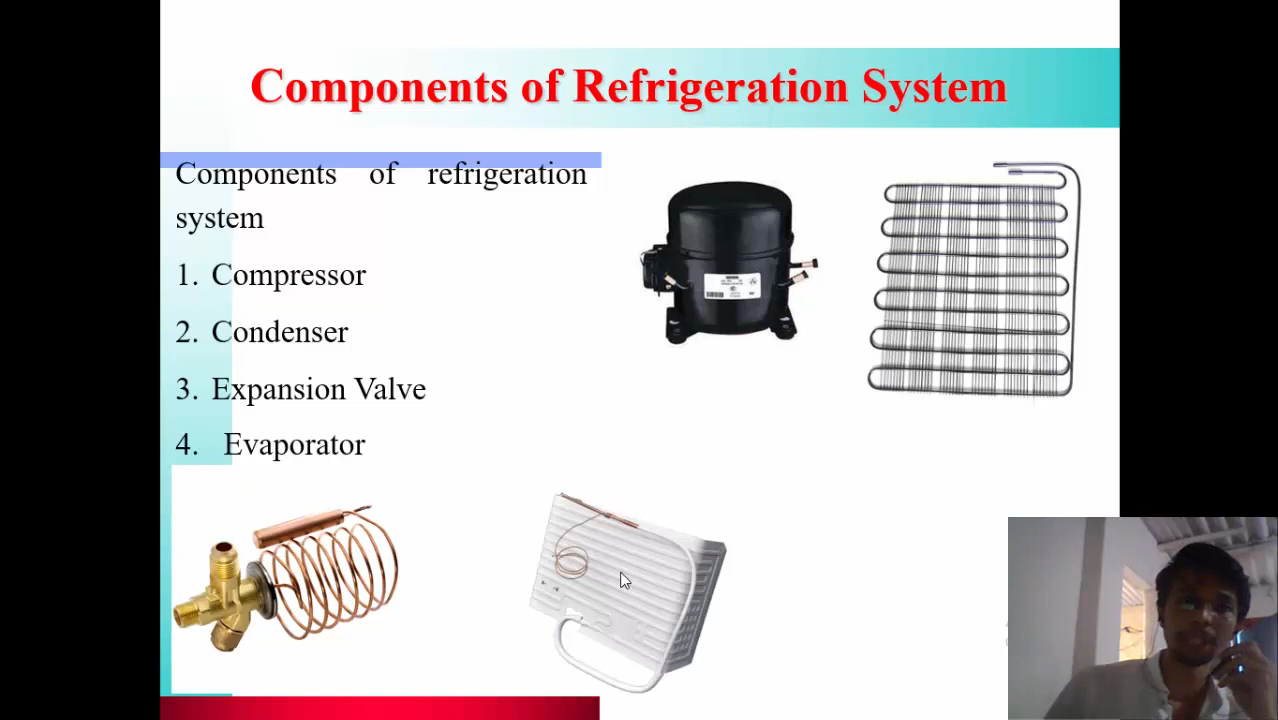 Components of Refrigeration System
Components of refrigeration
system
1. Compressor
2. Condenser
3. Expansion Valve
4. Evaporator